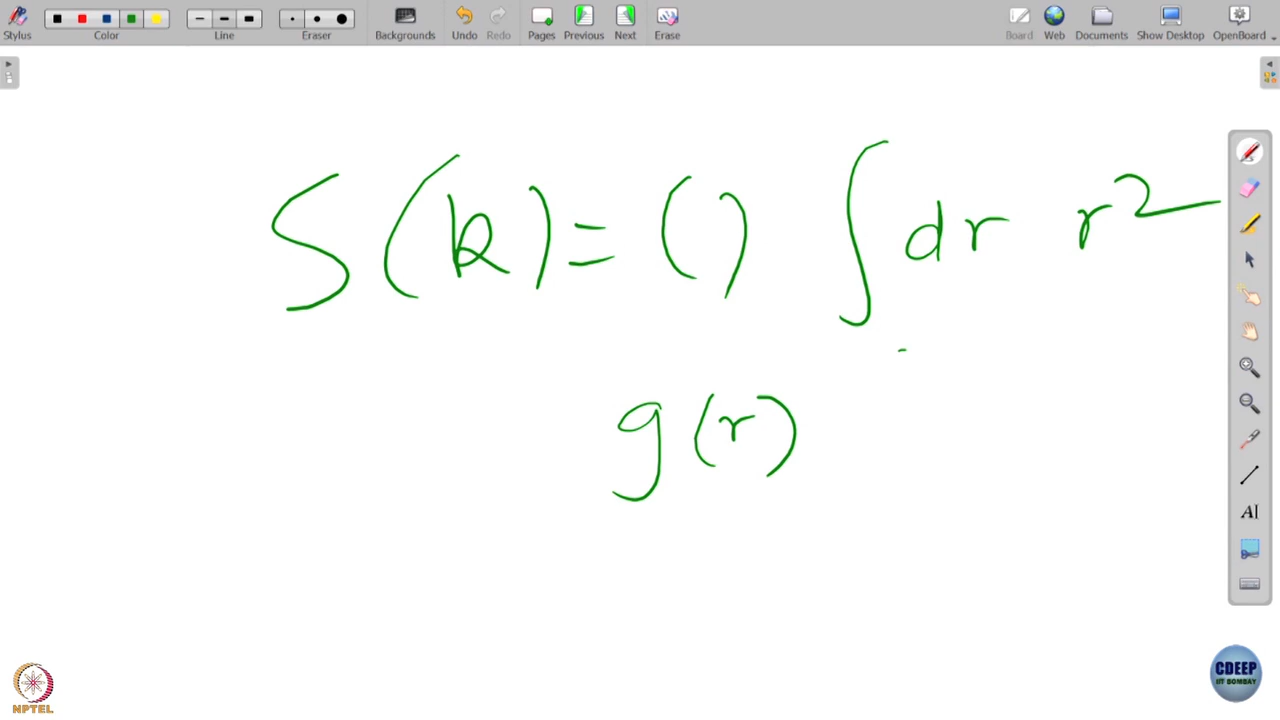 Stylus Color Line Eraser Backgrounds Undo Redo Pages Previous Next Erase Board Web Documents Show Desktop OpenBoard
S(k) = ( ) ∫ dr r²
g(r)
AI
NPTEL
CDEEP
IIT BOMBAY